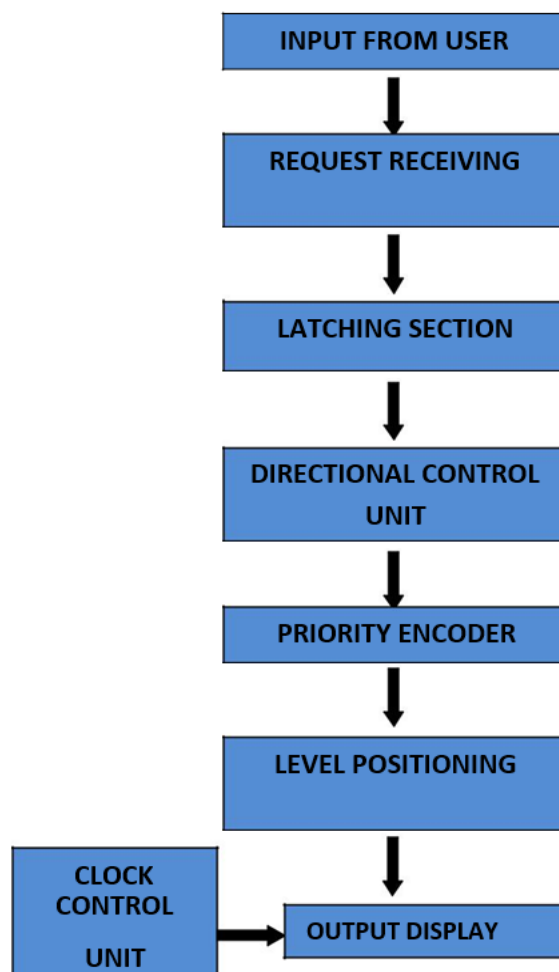 INPUT FROM USER
REQUEST RECEIVING
LATCHING SECTION
DIRECTIONAL CONTROL
UNIT
PRIORITY ENCODER
LEVEL POSITIONING
CLOCK
CONTROL
UNIT
OUTPUT DISPLAY